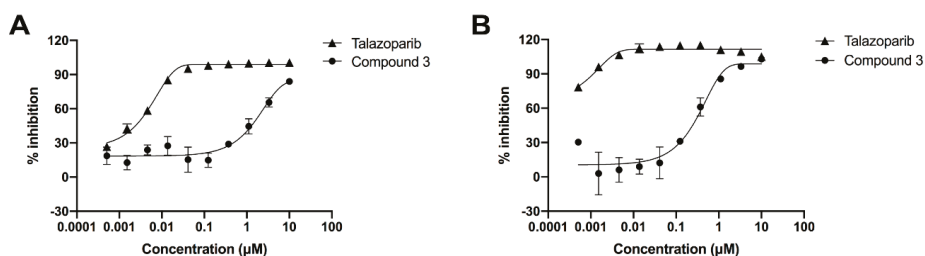 A
Talazoparib
Compound 3
120
90
60
30
0
-30
% inhibition
0.0001
0.001
0.01
0.1
1
10
100
Concentration (µM)
B
Talazoparib
Compound 3
120
90
60
30
0
-30
% inhibition
0.0001
0.001
0.01
0.1
1
10
100
Concentration (µM)